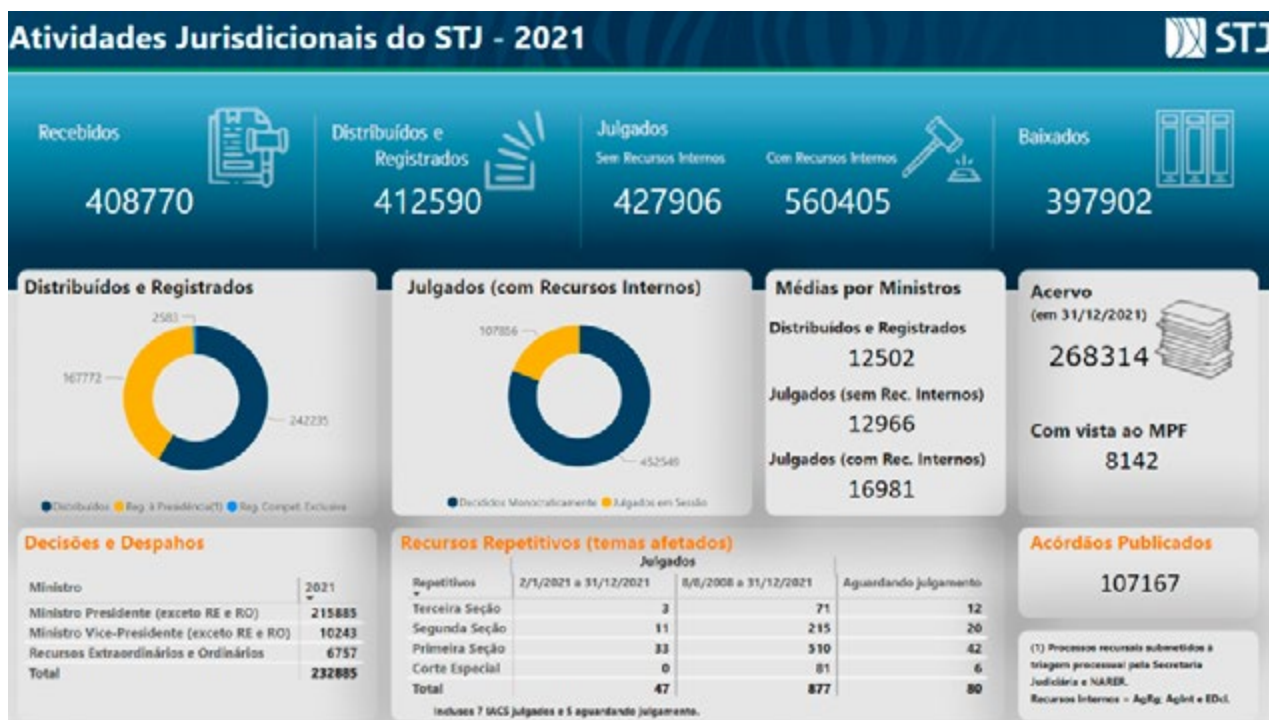 Atividades Jurisdicionais do STJ - 2021
STJ
Recebidos
408770
Distribuídos e
Registrados
412590
Julgados
Sem Recursos Internos
427906
Com Recursos Internos
560405
Baixados
397902
Distribuídos e Registrados
2583
167772
242235
Distribuídos Reg. à Presidência(1) Reg. Compet. Exclusiva
Julgados (com Recursos Internos)
107856
452549
Decididos Monocraticamente Julgados em Sessão
Médias por Ministros
Distribuídos e Registrados
12502
Julgados (sem Rec. Internos)
12966
Julgados (com Rec. Internos)
16981
Acervo
(em 31/12/2021)
268314
Com vista ao MPF
8142
Decisões e Despahos
Ministro 2021
Ministro Presidente (exceto RE e RO) 215885
Ministro Vice-Presidente (exceto RE e RO) 10243
Recursos Extraordinários e Ordinários 6757
Total 232885
Recursos Repetitivos (temas afetados)
Julgados
Repetitivos 2/1/2021 a 31/12/2021 8/8/2008 a 31/12/2021 Aguardando julgamento
Terceira Seção 3 71 12
Segunda Seção 11 215 20
Primeira Seção 33 510 42
Corte Especial 0 81 6
Total 47 877 80
Inclusos 7 IACS julgados e 5 aguardando julgamento.
Acórdãos Publicados
107167
(1) Processos recursais submetidos à
triagem processual pela Secretaria
Judiciária e NARER.
Recursos Internos = AgRg; AgInt e EDcl.